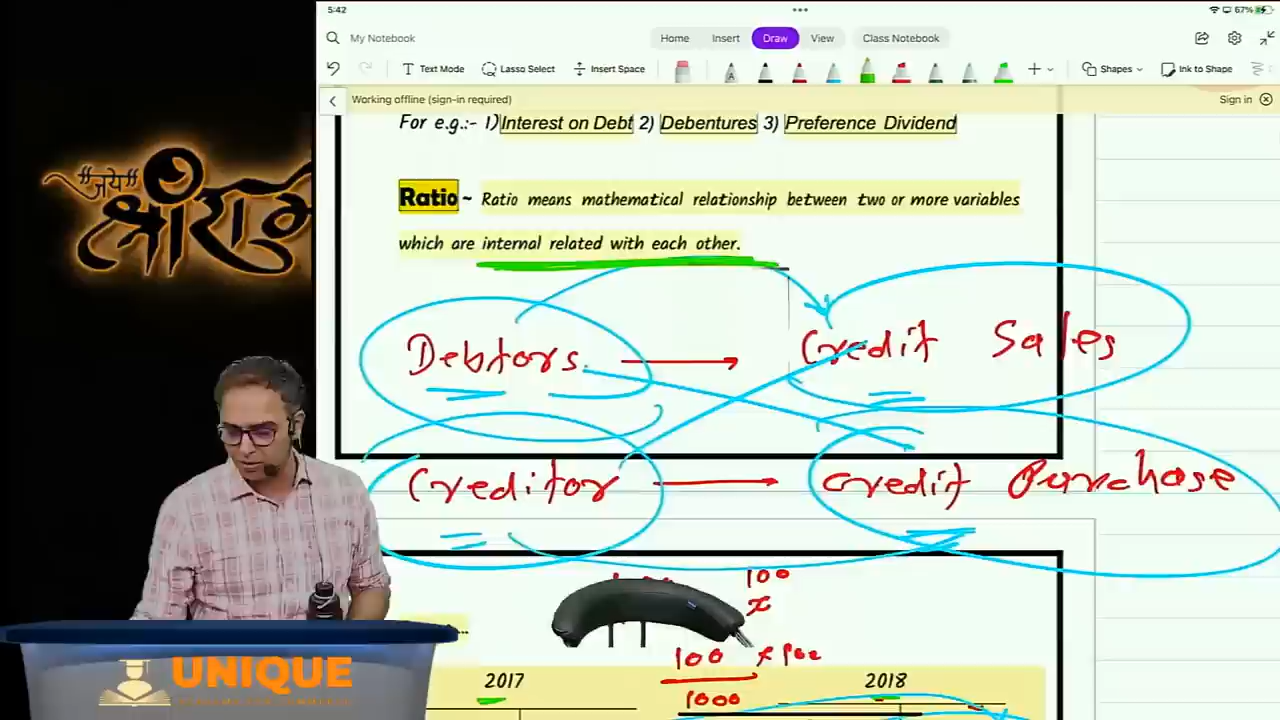 5:42
67%
My Notebook
Home Insert Draw View Class Notebook
Text Mode Lasso Select Insert Space Shapes Ink to Shape
Working offline (sign-in required) Sign in
For e.g.:- 1) Interest on Debt 2) Debentures 3) Preference Dividend
Ratio ~ Ratio means mathematical relationship between two or more variables
which are internal related with each other.
"जय"
श्री राम
Debtors. → Credit Sales
Creditor → Credit Purchase
100
x
100 x 100
1000
2017 2018
UNIQUE